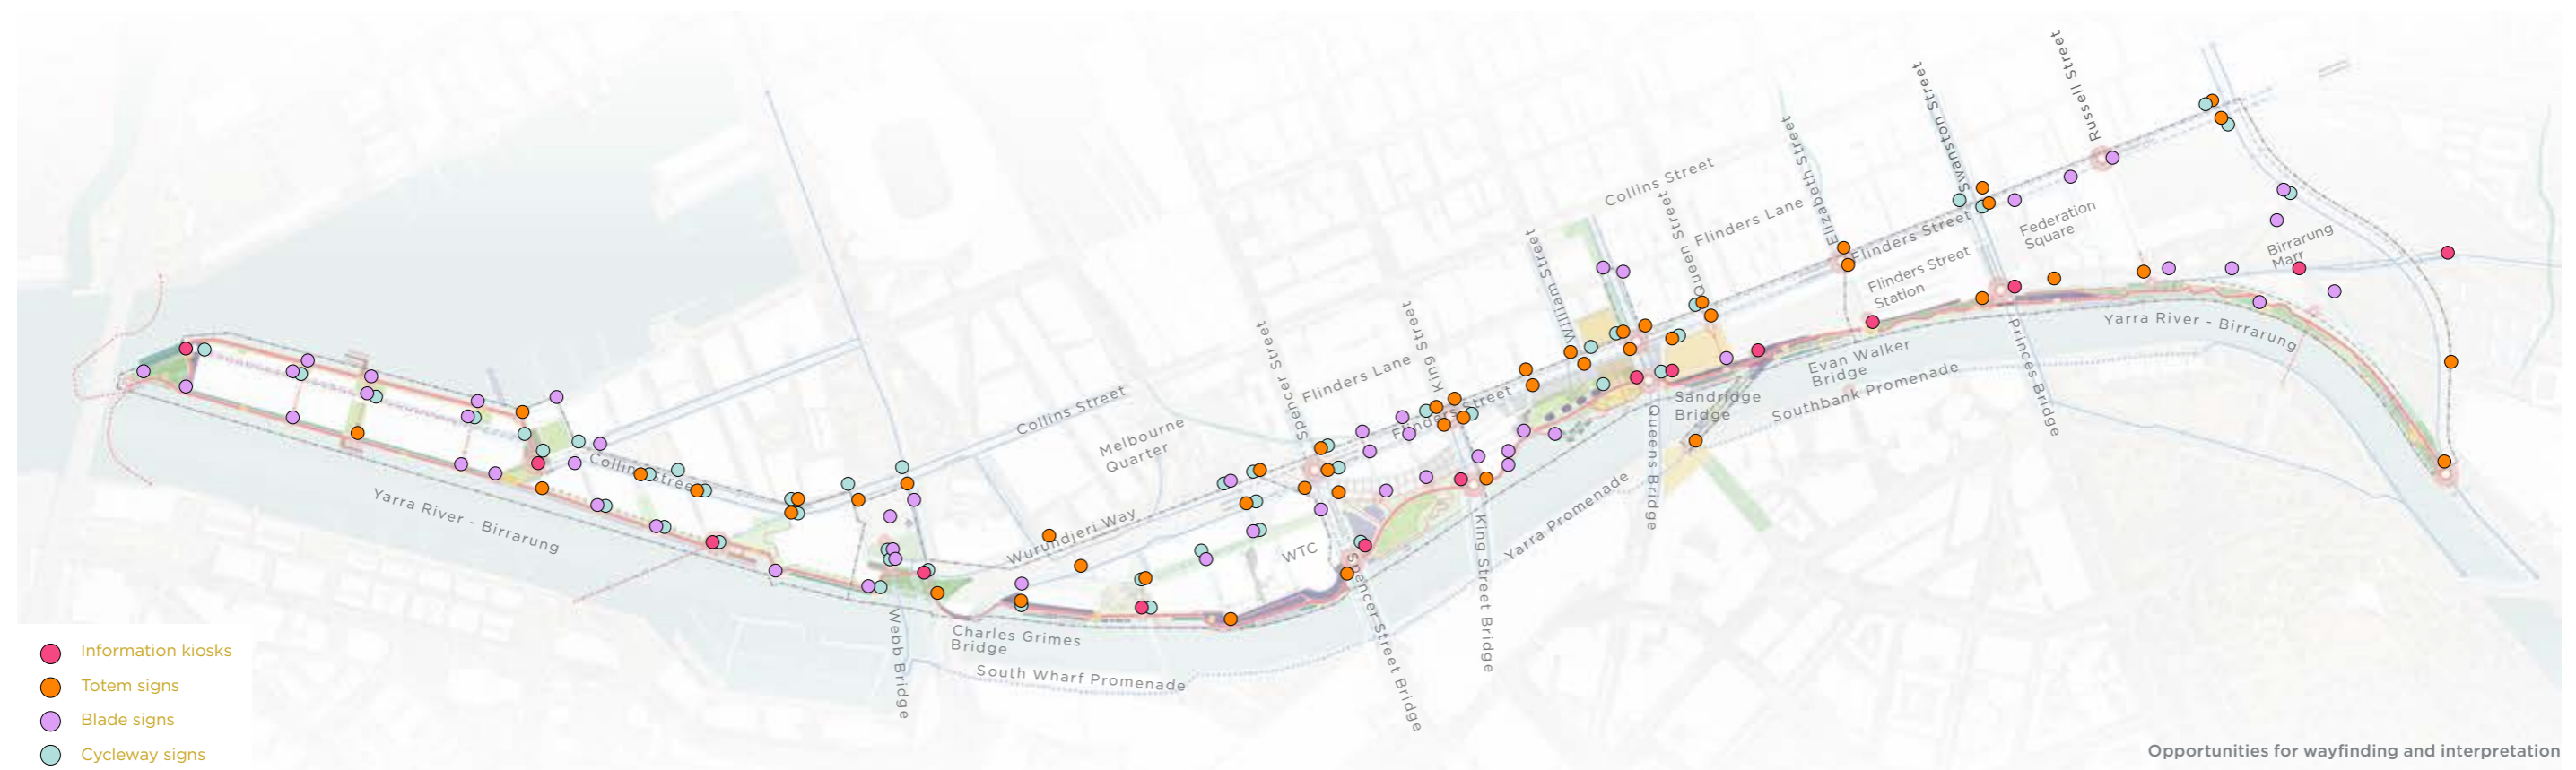 Russell Street
Swanston Street
Elizabeth Street
Collins Street
Queen Street
Flinders Lane
William Street
Flinders Street
Federation
Square
Birrarung
Marr
Flinders Street
Station
King Street
Spencer Street
Flinders Lane
Flinders Street
Yarra River - Birrarung
Princes Bridge
Evan Walker
Bridge
Southbank Promenade
Sandridge
Bridge
Queens Bridge
Collins Street
Melbourne
Quarter
Collins Street
Yarra River - Birrarung
Wurundjeri Way
WTC
Yarra Promenade
King Street Bridge
Spencer Street Bridge
Webb Bridge
Charles Grimes
Bridge
South Wharf Promenade
Information kiosks
Totem signs
Blade signs
Cycleway signs
Opportunities for wayfinding and interpretation